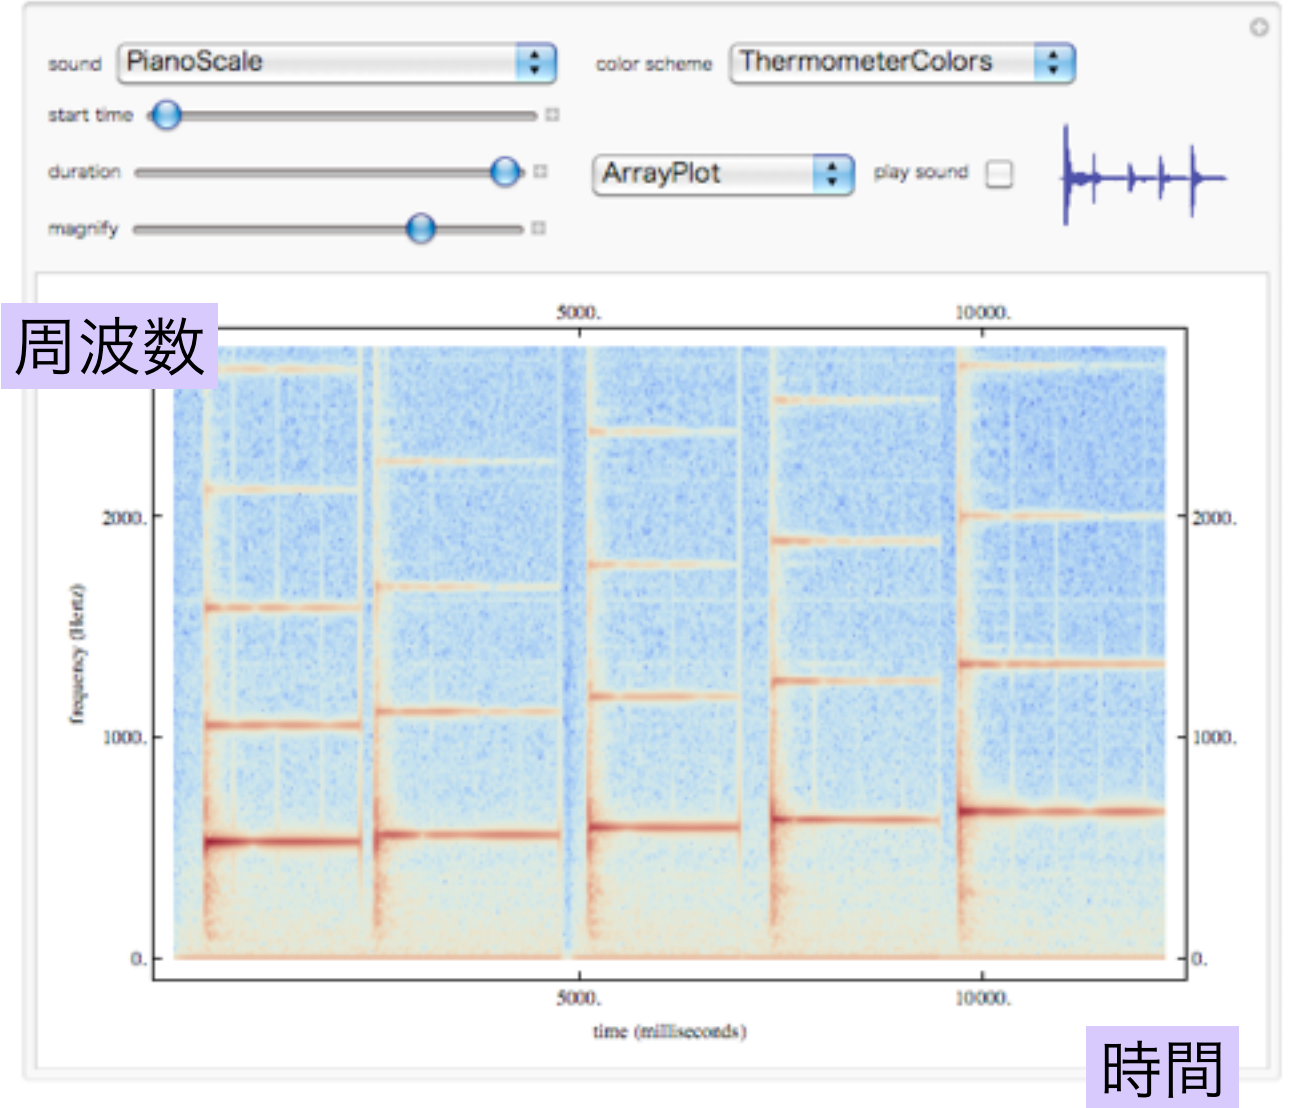 sound PianoScale color scheme ThermometerColors
start time
duration ArrayPlot play sound
magnify
周波数
5000. 10000.
2000. 2000.
frequency (Hertz)
1000. 1000.
0. 0.
5000. 10000.
time (milliseconds)
時間